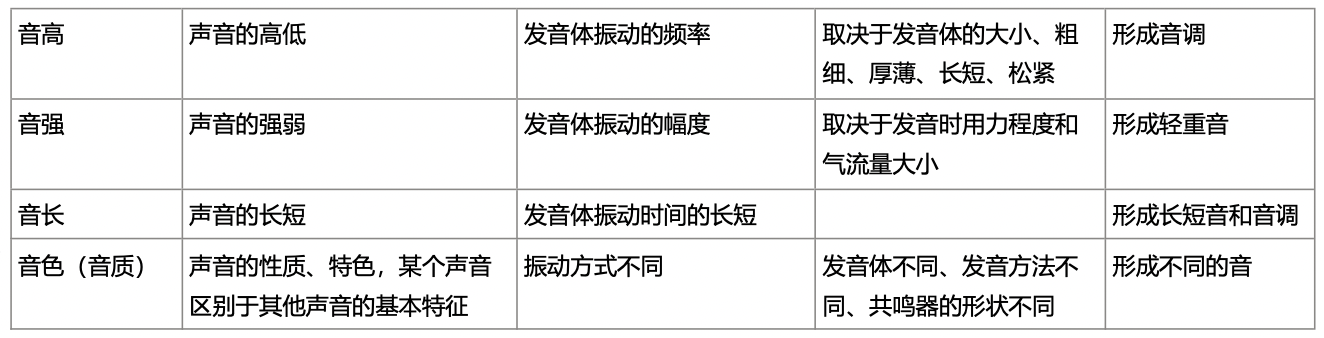 音高
声音的高低
发音体振动的频率
取决于发音体的大小、粗
细、厚薄、长短、松紧
形成音调
音强
声音的强弱
发音体振动的幅度
取决于发音时用力程度和
气流量大小
形成轻重音
音长
声音的长短
发音体振动时间的长短
形成长短音和音调
音色（音质）
声音的性质、特色，某个声音
区别于其他声音的基本特征
振动方式不同
发音体不同、发音方法不
同、共鸣器的形状不同
形成不同的音